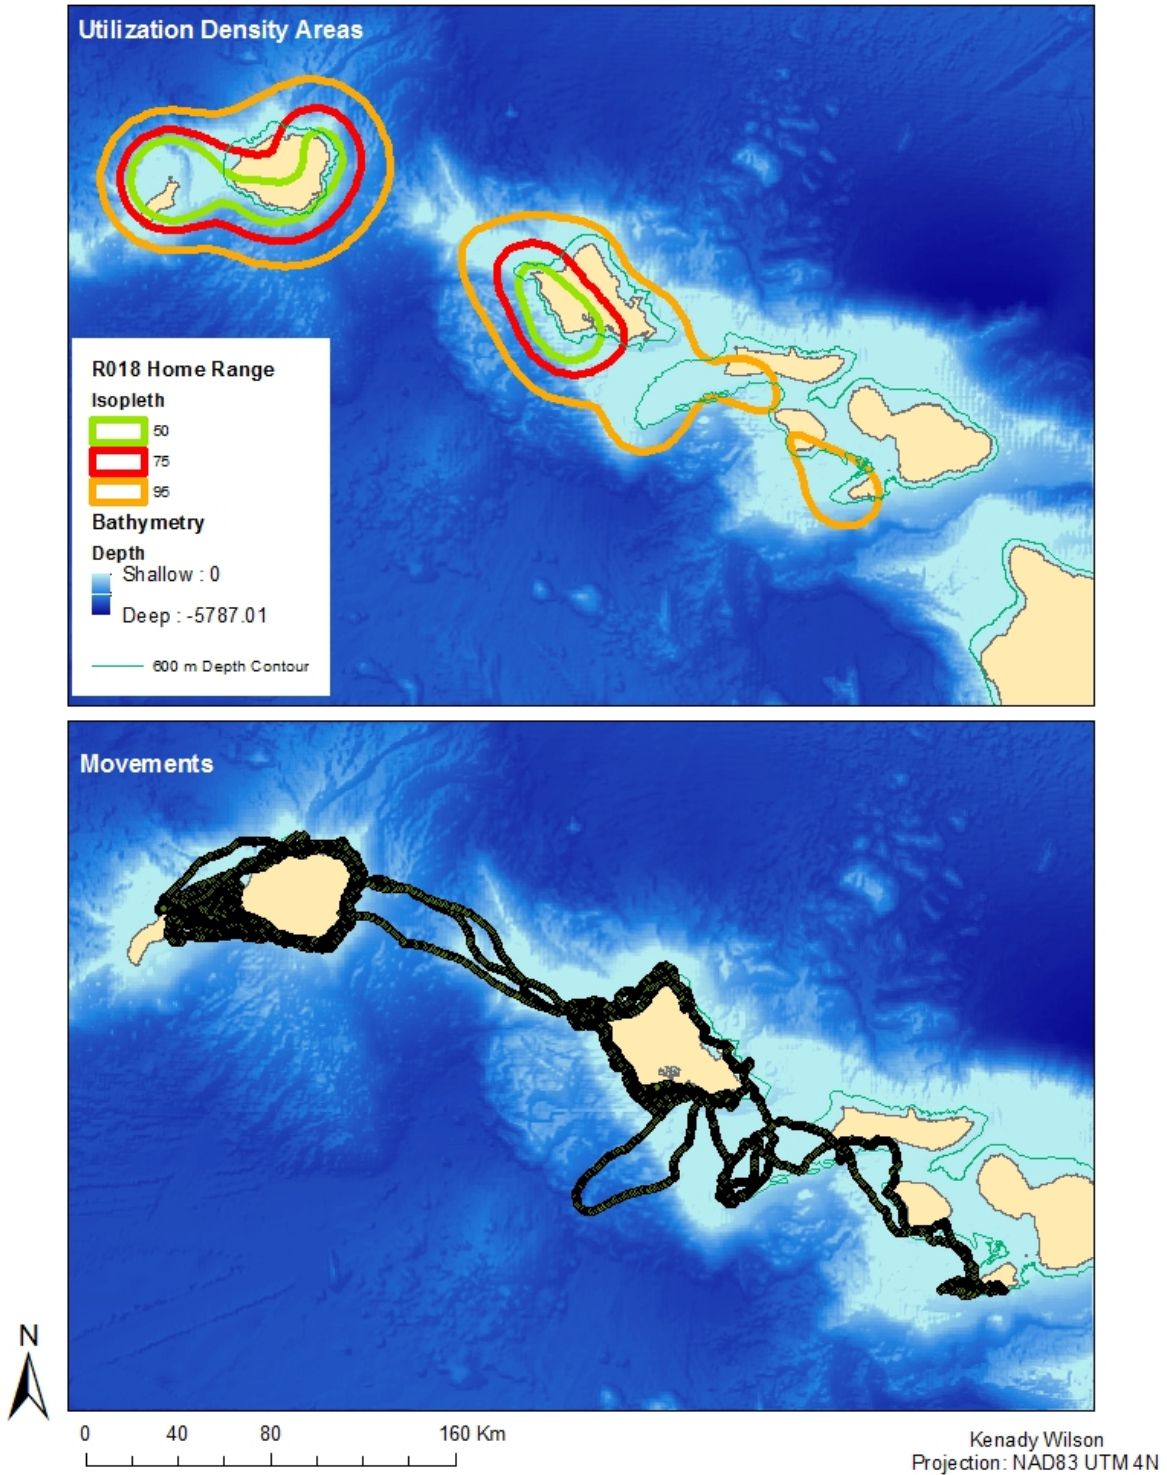 Utilization Density Areas
R018 Home Range
Isopleth
50
75
95
Bathymetry
Depth
Shallow : 0
Deep : -5787.01
600 m Depth Contour
Movements
N
0 40 80 160 Km
Kenady Wilson
Projection: NAD83 UTM 4N